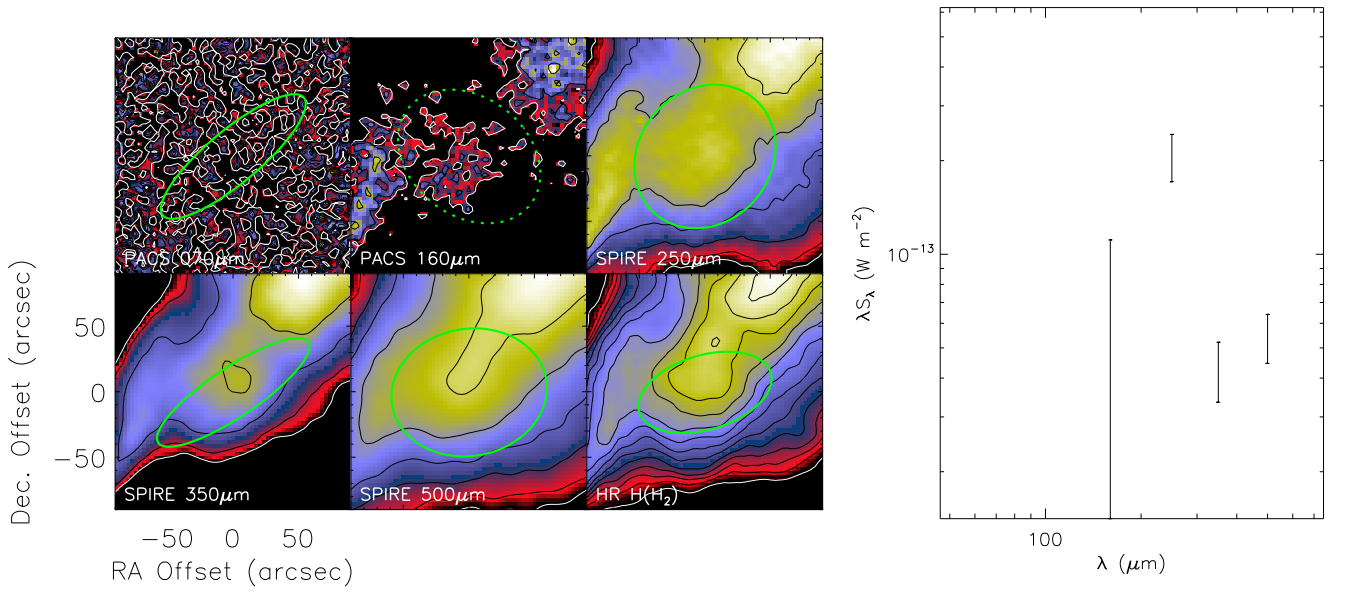 PACS 070μm
PACS 160μm
SPIRE 250μm
SPIRE 350μm
SPIRE 500μm
HR H(H₂)
Dec. Offset (arcsec)
50
0
−50
−50 0 50
RA Offset (arcsec)
λS_λ (W m⁻²)
10⁻¹³
100
λ (μm)